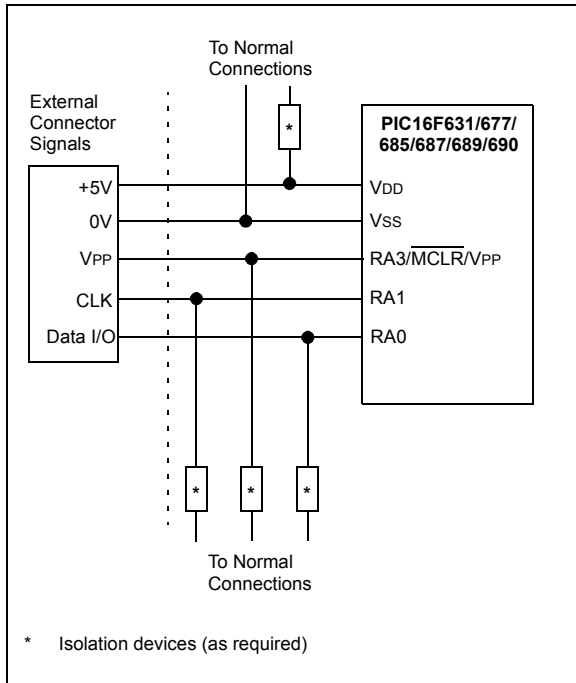 To Normal
Connections
External
Connector
Signals
*
PIC16F631/677/
685/687/689/690
+5V
VDD
0V
VSS
VPP
RA3/MCLR/VPP
CLK
RA1
Data I/O
RA0
* * *
To Normal
Connections
* Isolation devices (as required)